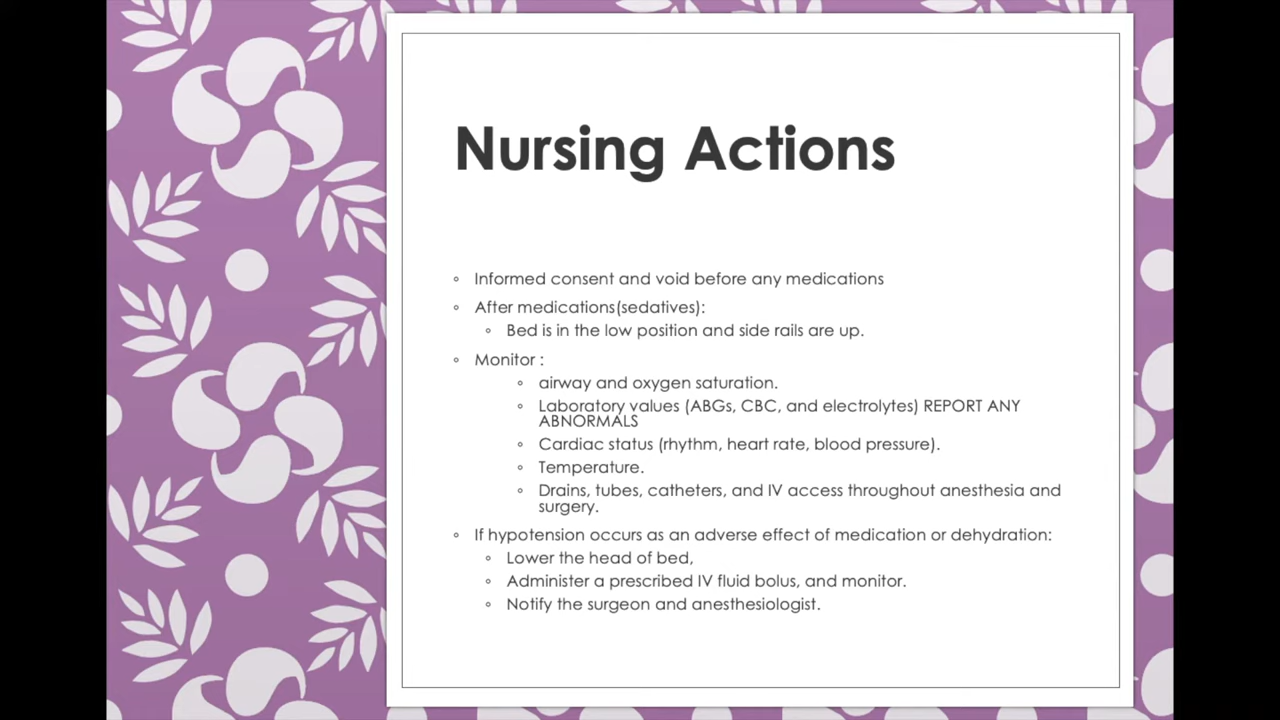 Nursing Actions
◦ Informed consent and void before any medications
◦ After medications(sedatives):
◦ Bed is in the low position and side rails are up.
◦ Monitor :
◦ airway and oxygen saturation.
◦ Laboratory values (ABGs, CBC, and electrolytes) REPORT ANY
ABNORMALS
◦ Cardiac status (rhythm, heart rate, blood pressure).
◦ Temperature.
◦ Drains, tubes, catheters, and IV access throughout anesthesia and
surgery.
◦ If hypotension occurs as an adverse effect of medication or dehydration:
◦ Lower the head of bed,
◦ Administer a prescribed IV fluid bolus, and monitor.
◦ Notify the surgeon and anesthesiologist.